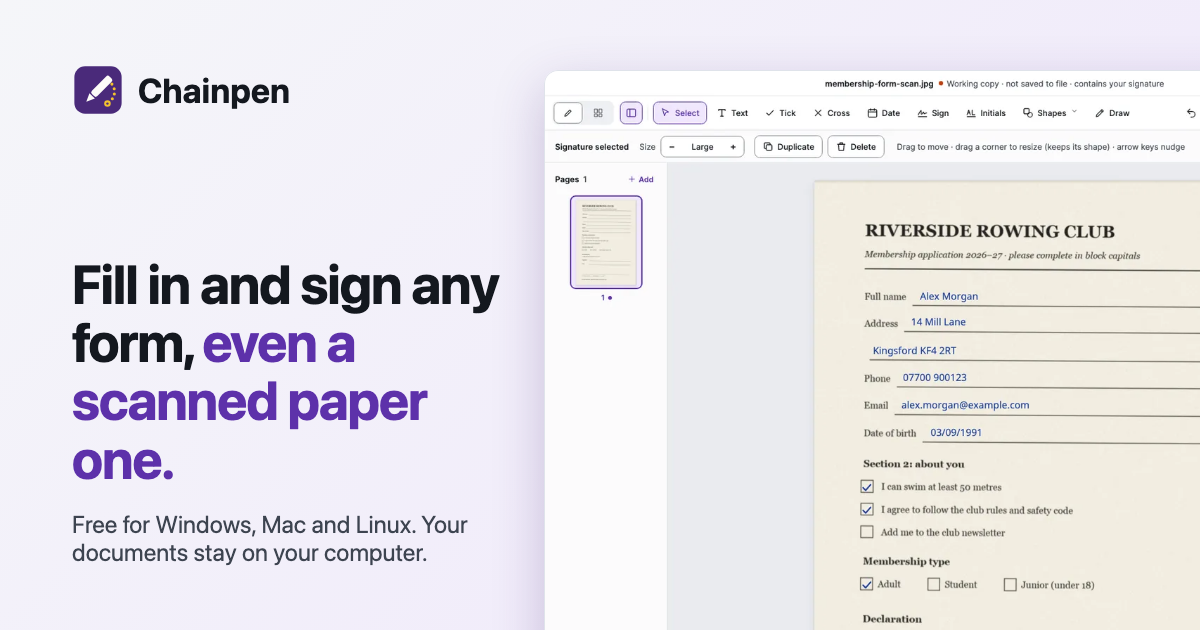 Chainpen
Fill in and sign any
form, even a
scanned paper
one.
Free for Windows, Mac and Linux. Your
documents stay on your computer.
membership-form-scan.jpg Working copy · not saved to file · contains your signature
Select Text Tick Cross Date Sign Initials Shapes Draw
Signature selected Size − Large + Duplicate Delete Drag to move · drag a corner to resize (keeps its shape) · arrow keys nudge
Pages 1 + Add
1
RIVERSIDE ROWING CLUB
Membership application 2026–27 · please complete in block capitals
Full name Alex Morgan
Address 14 Mill Lane
Kingsford KF4 2RT
Phone 07700 900123
Email alex.morgan@example.com
Date of birth 03/09/1991
Section 2: about you
I can swim at least 50 metres
I agree to follow the club rules and safety code
Add me to the club newsletter
Membership type
Adult Student Junior (under 18)
Declaration